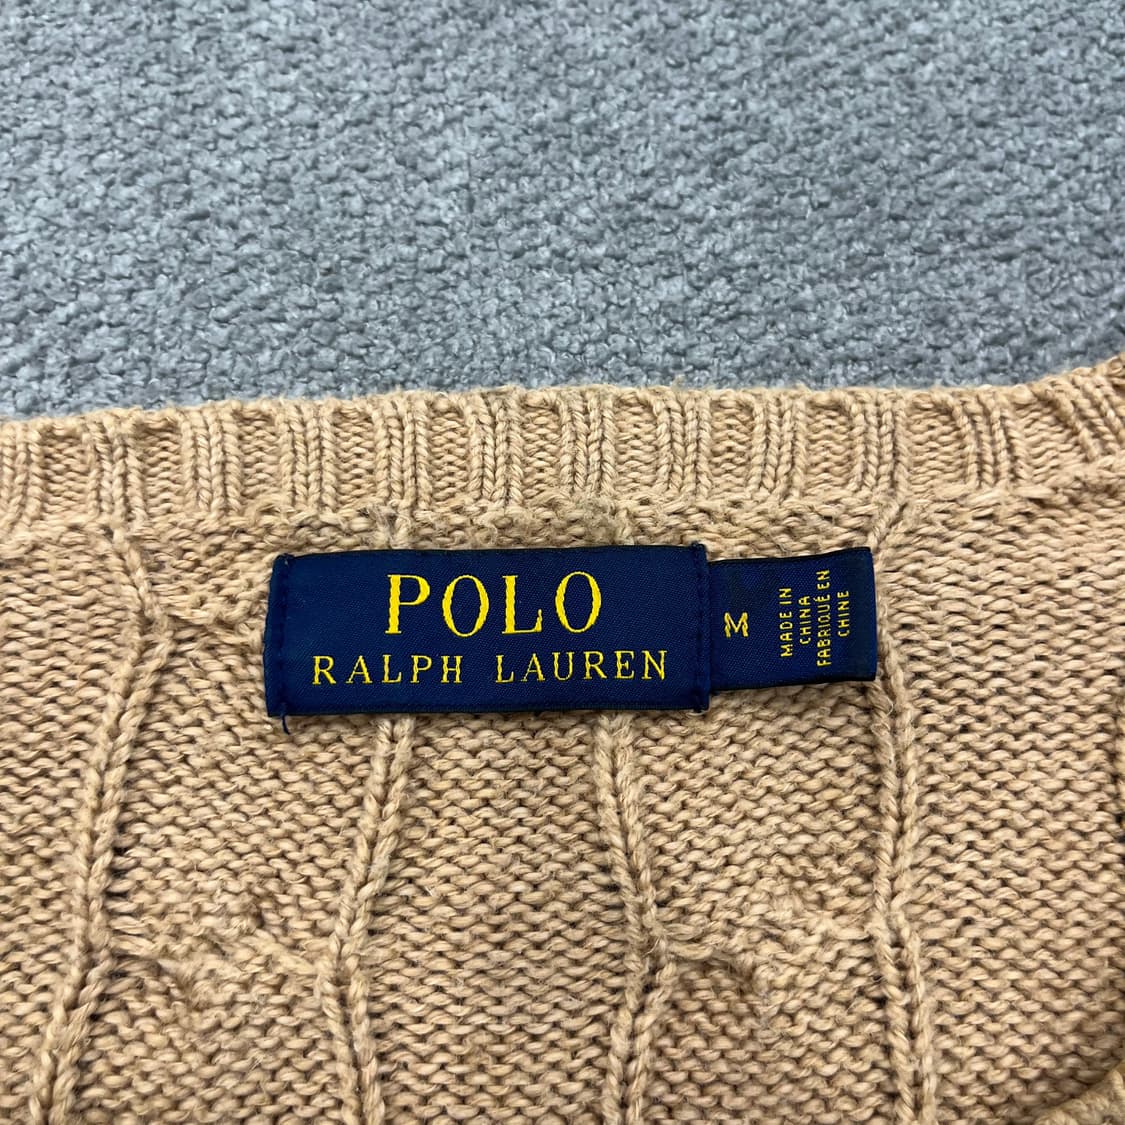 POLO
RALPH LAUREN
M
MADE IN
CHINA
FABRIQUÉ EN
CHINE